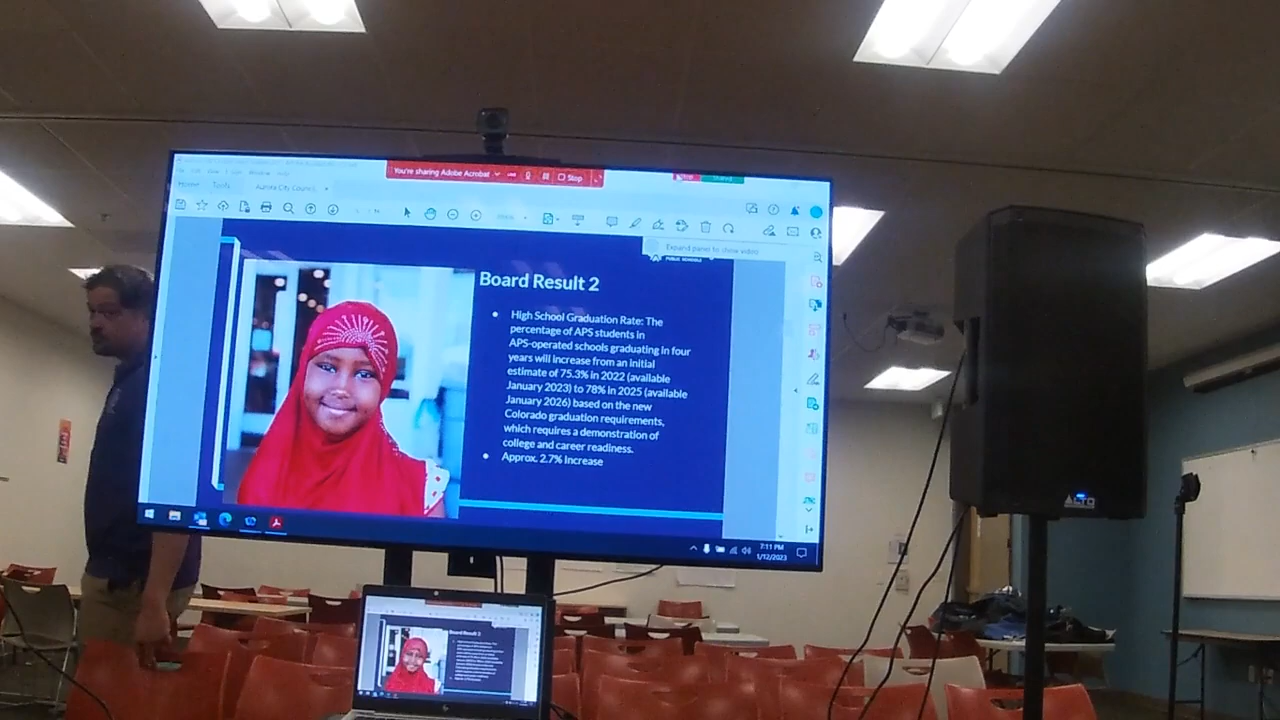 You're sharing Adobe Acrobat
Stop
Home Tools Aurora City Council,
Expand panel to show video
PUBLIC SCHOOLS
Board Result 2
• High School Graduation Rate: The
percentage of APS students in
APS-operated schools graduating in four
years will increase from an initial
estimate of 75.3% in 2022 (available
January 2023) to 78% in 2025 (available
January 2026) based on the new
Colorado graduation requirements,
which requires a demonstration of
college and career readiness.
• Approx. 2.7% Increase
7:11 PM
1/12/2023
ALTO
Board Result 2